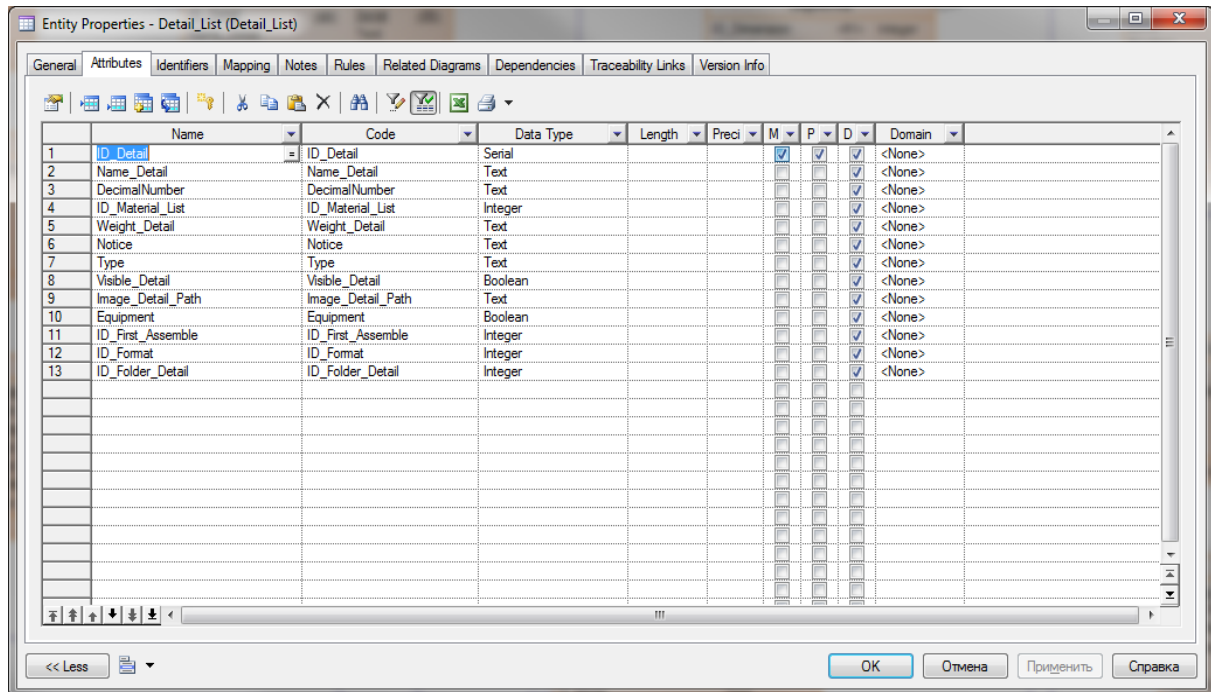 Entity Properties - Detail_List (Detail_List)
General Attributes Identifiers Mapping Notes Rules Related Diagrams Dependencies Traceability Links Version Info
Name Code Data Type Length Preci M P D Domain
1 ID_Detail = ID_Detail Serial <None>
2 Name_Detail Name_Detail Text <None>
3 DecimalNumber DecimalNumber Text <None>
4 ID_Material_List ID_Material_List Integer <None>
5 Weight_Detail Weight_Detail Text <None>
6 Notice Notice Text <None>
7 Type Type Text <None>
8 Visible_Detail Visible_Detail Boolean <None>
9 Image_Detail_Path Image_Detail_Path Text <None>
10 Equipment Equipment Boolean <None>
11 ID_First_Assemble ID_First_Assemble Integer <None>
12 ID_Format ID_Format Integer <None>
13 ID_Folder_Detail ID_Folder_Detail Integer <None>
<< Less OK Отмена Применить Справка